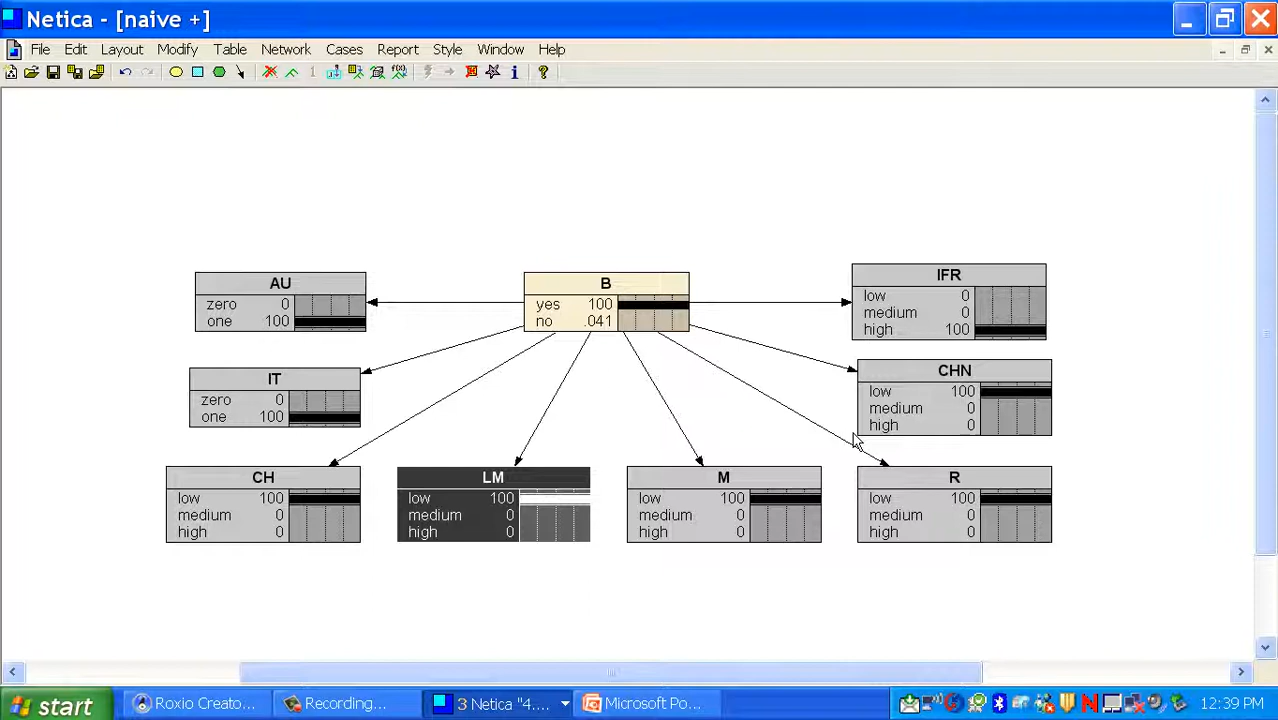 Netica - [naive +]
File Edit Layout Modify Table Network Cases Report Style Window Help
AU
zero 0
one 100
B
yes 100
no .041
IFR
low 0
medium 0
high 100
IT
zero 0
one 100
CHN
low 100
medium 0
high 0
CH
low 100
medium 0
high 0
LM
low 100
medium 0
high 0
M
low 100
medium 0
high 0
R
low 100
medium 0
high 0
start Roxio Creato... Recording... 3 Netica "4.... Microsoft Po... 12:39 PM